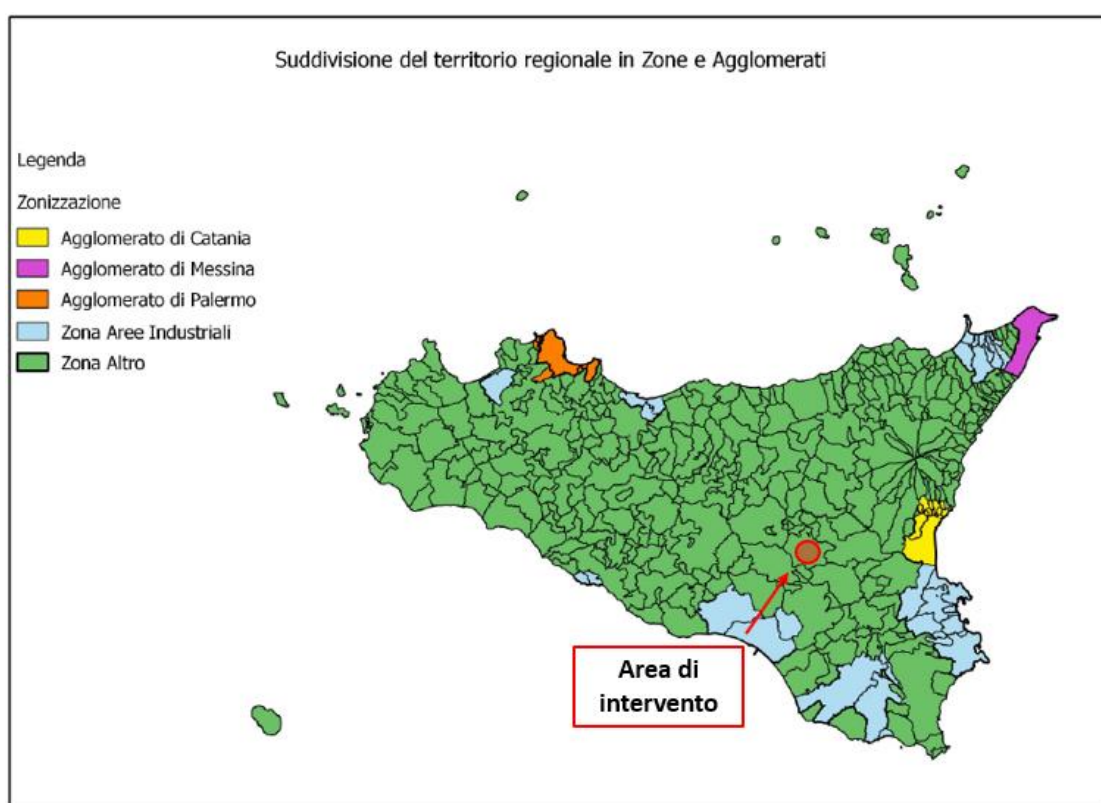 Suddivisione del territorio regionale in Zone e Agglomerati
Legenda
Zonizzazione
Agglomerato di Catania
Agglomerato di Messina
Agglomerato di Palermo
Zona Aree Industriali
Zona Altro
Area di
intervento